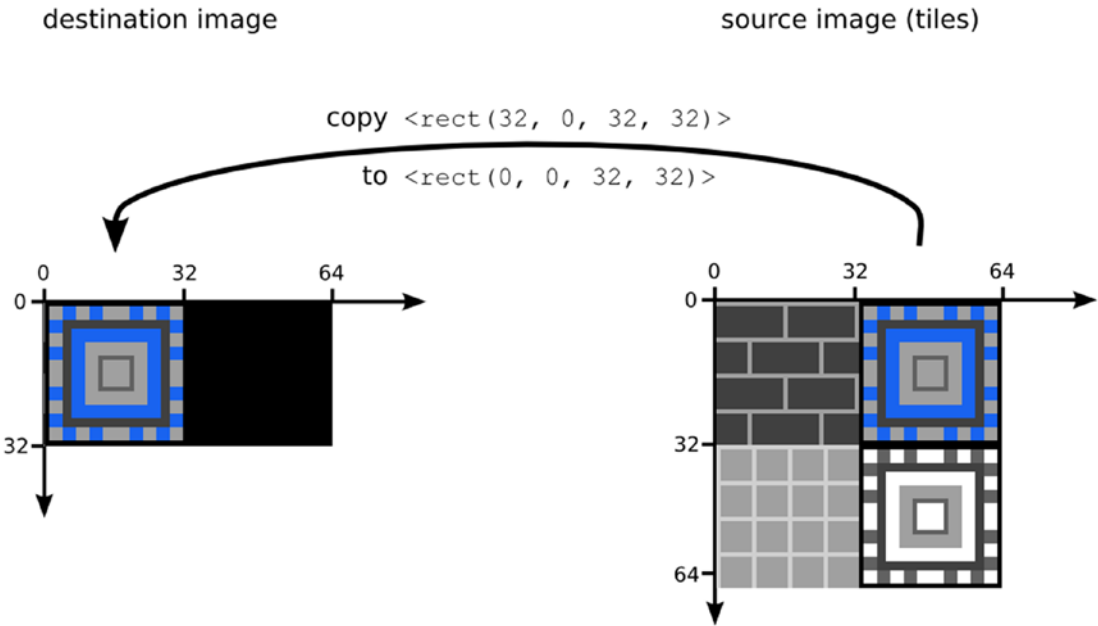 destination image
source image (tiles)
copy <rect(32, 0, 32, 32)>
to <rect(0, 0, 32, 32)>
0 32 64
0
32
0 32 64
0
32
64